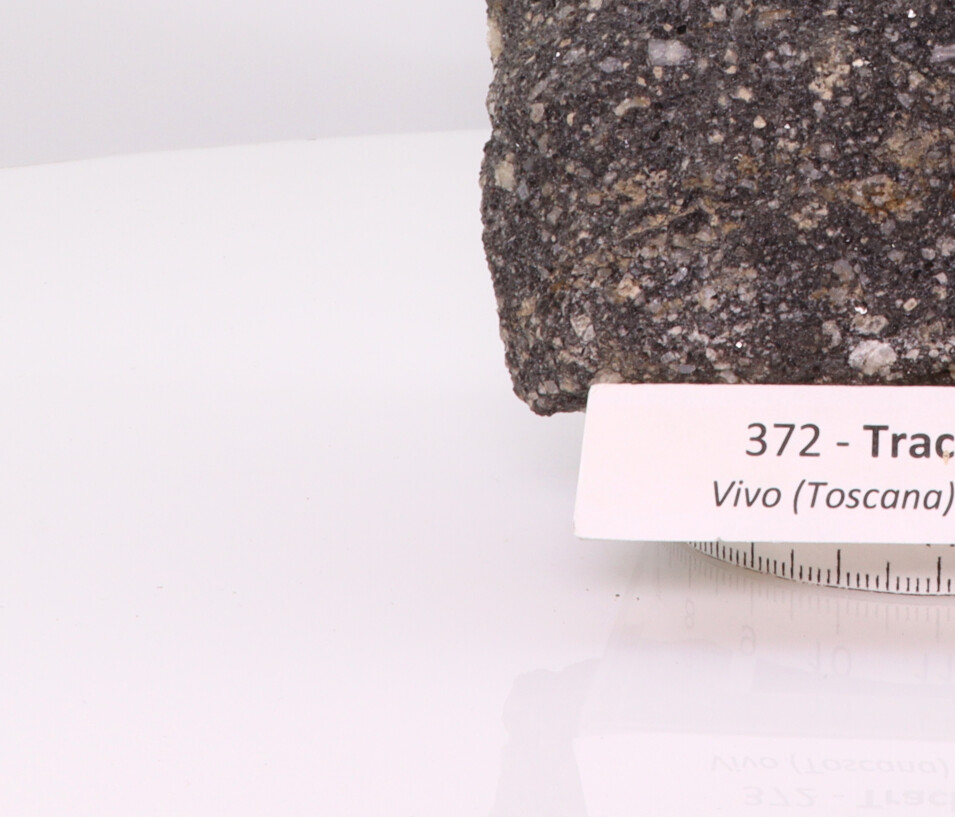 372 - Trac
Vivo (Toscana)